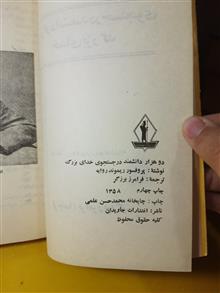 دو هزار دانشمند در جستجوی خدای بزرگ
نوشتهٔ: پروفسور ریموند روایه
ترجمهٔ: فرامرز برزگر
چاپ چهارم ۱۳۵۸
چاپ: چاپخانه محمدحسن علمی
ناشر: انتشارات جاویدان
کلیه حقوق محفوظ